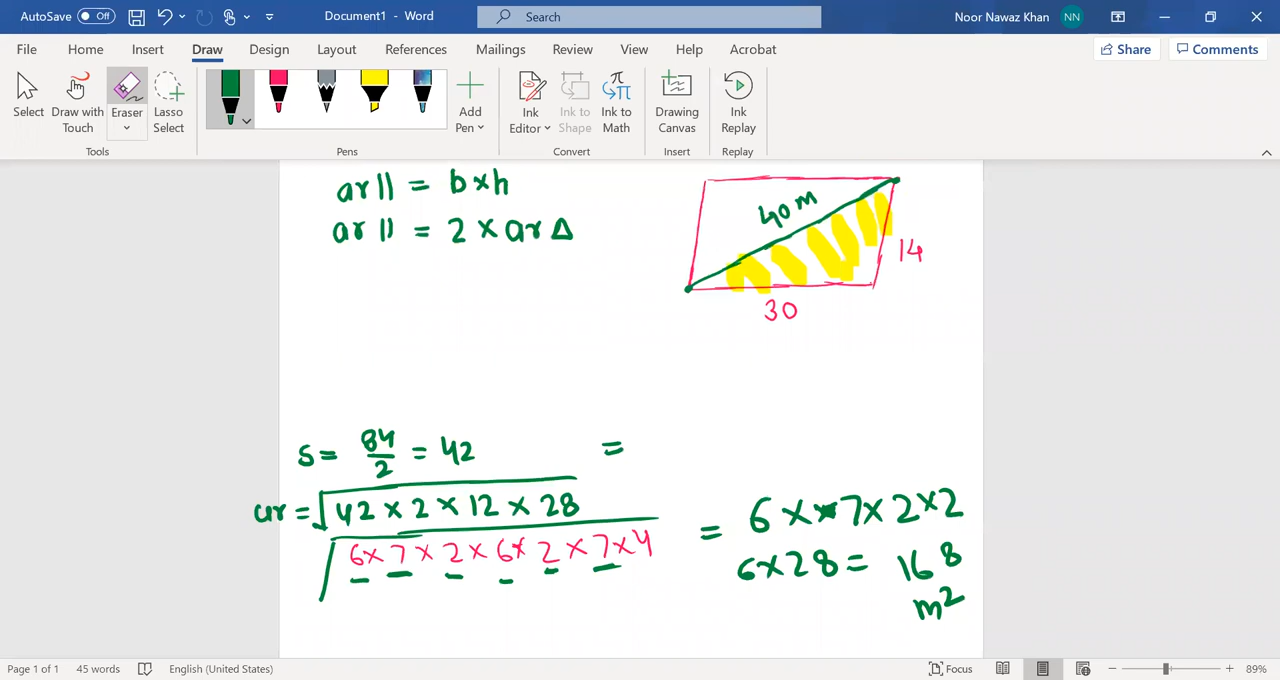 AutoSave Off Document1 - Word Search Noor Nawaz Khan NN
File Home Insert Draw Design Layout References Mailings Review View Help Acrobat Share Comments
Select Draw with Touch Eraser Lasso Select Add Pen Ink Editor Ink to Shape Ink to Math Drawing Canvas Ink Replay
Tools Pens Convert Insert Replay
ar || = b×h
ar || = 2 × ar Δ
40 m
14
30
s = 84/2 = 42 =
ar = √42 × 2 × 12 × 28
√6 × 7 × 2 × 6 × 2 × 7 × 4
= 6 × × 7 × 2 × 2
6 × 28 = 168
m²
Page 1 of 1 45 words English (United States) Focus 89%